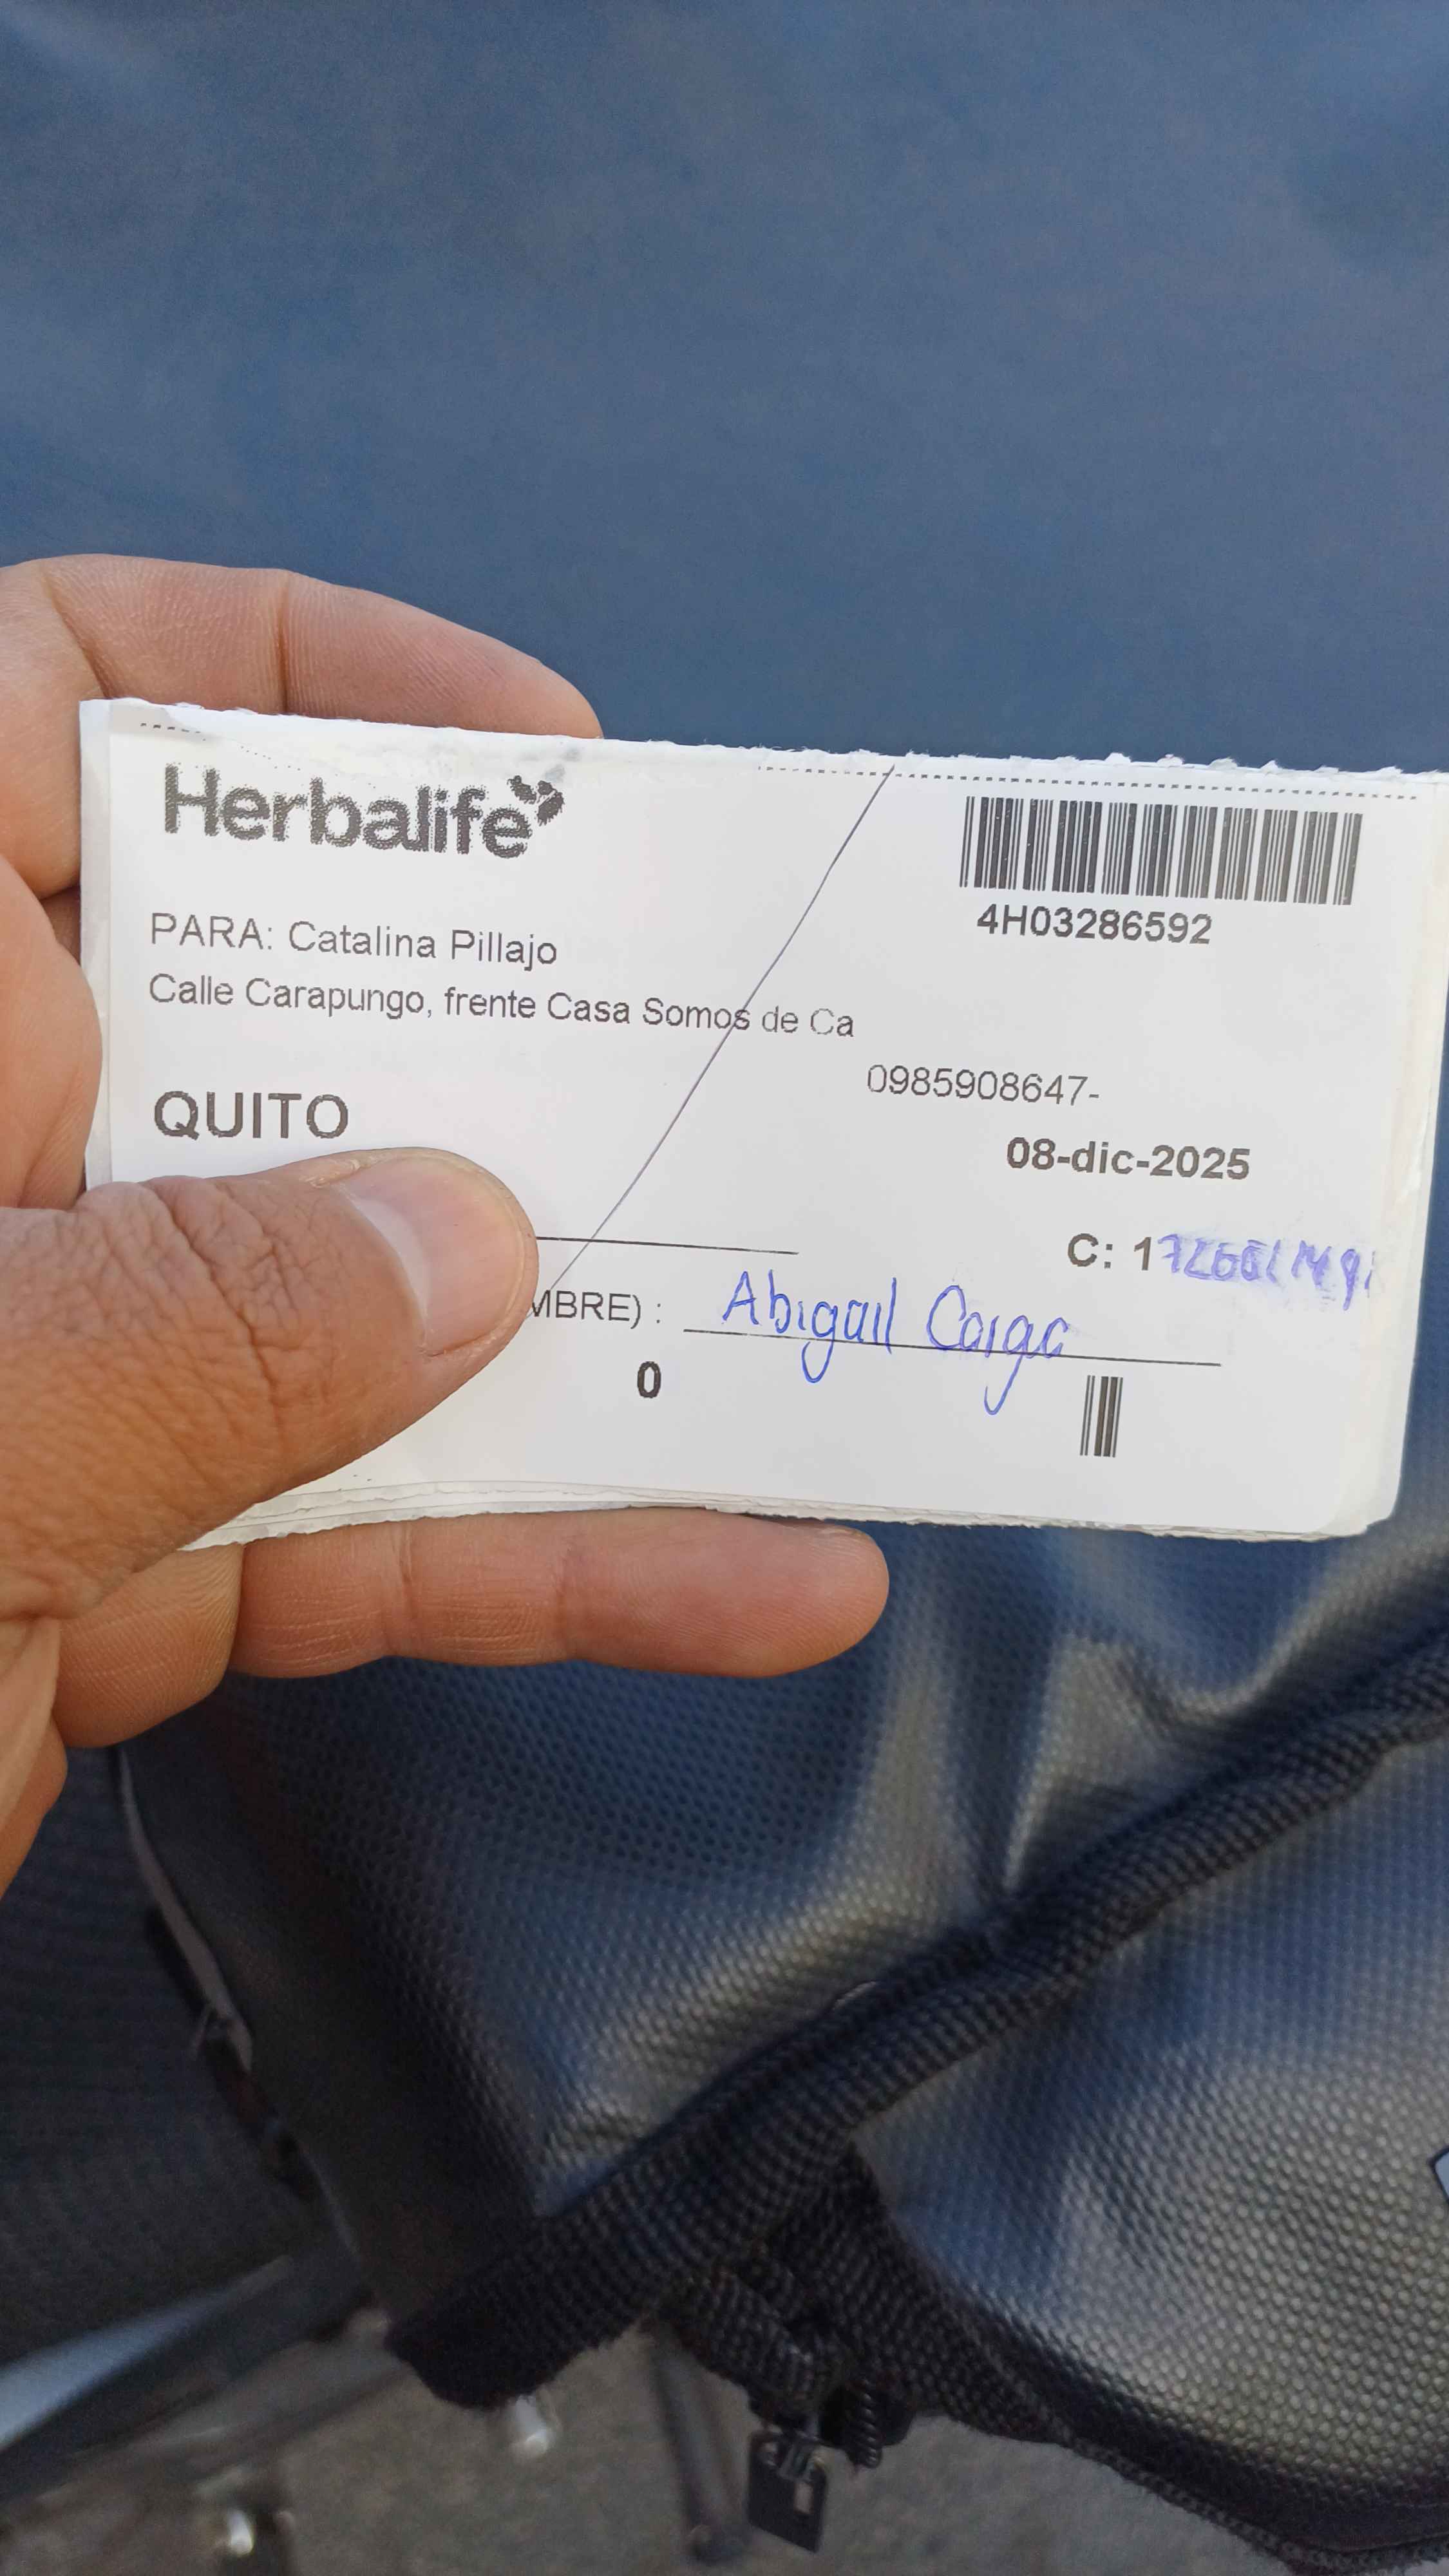 Herbalife
4H03286592
PARA: Catalina Pillajo
Calle Carapungo, frente Casa Somos de Ca
0985908647-
QUITO
08-dic-2025
C: 1
MBRE) : Abigail
0